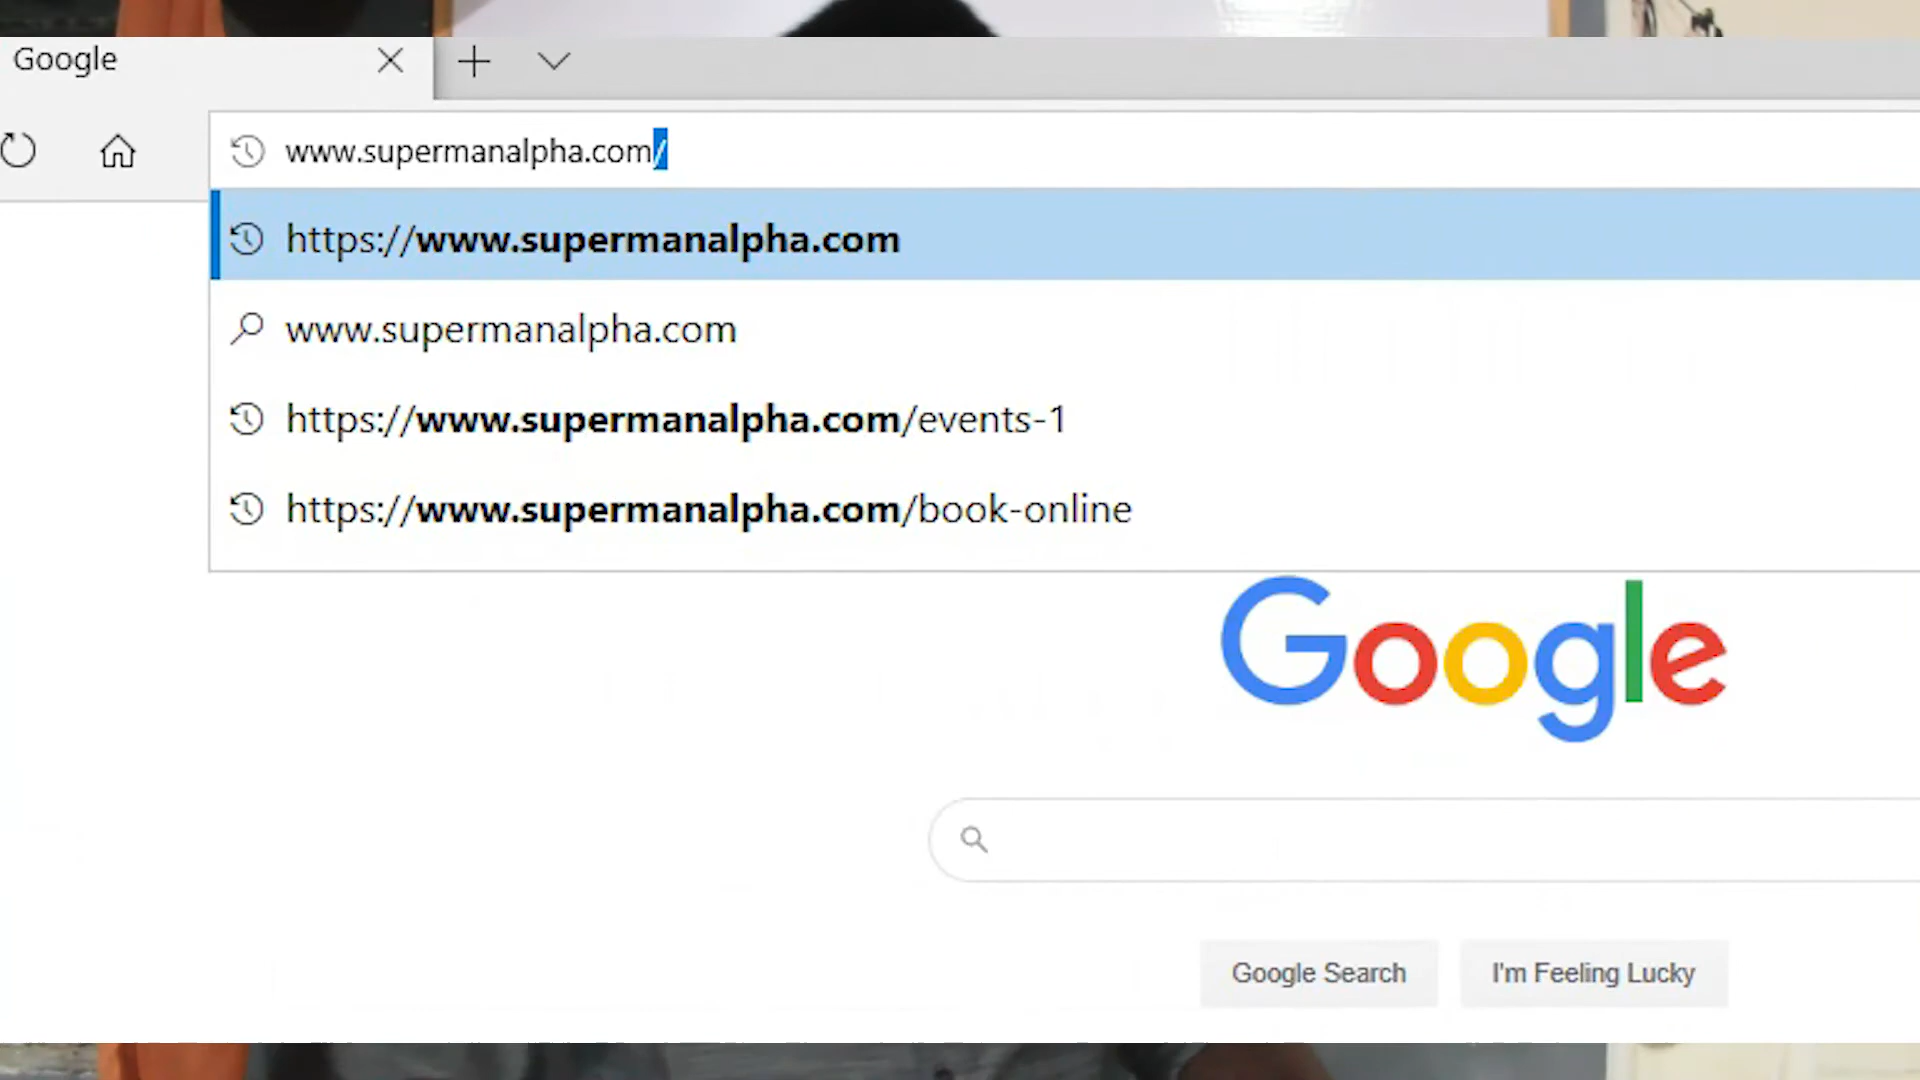 Google
www.supermanalpha.com/
https://www.supermanalpha.com
www.supermanalpha.com
https://www.supermanalpha.com/events-1
https://www.supermanalpha.com/book-online
Google
Google Search I'm Feeling Lucky